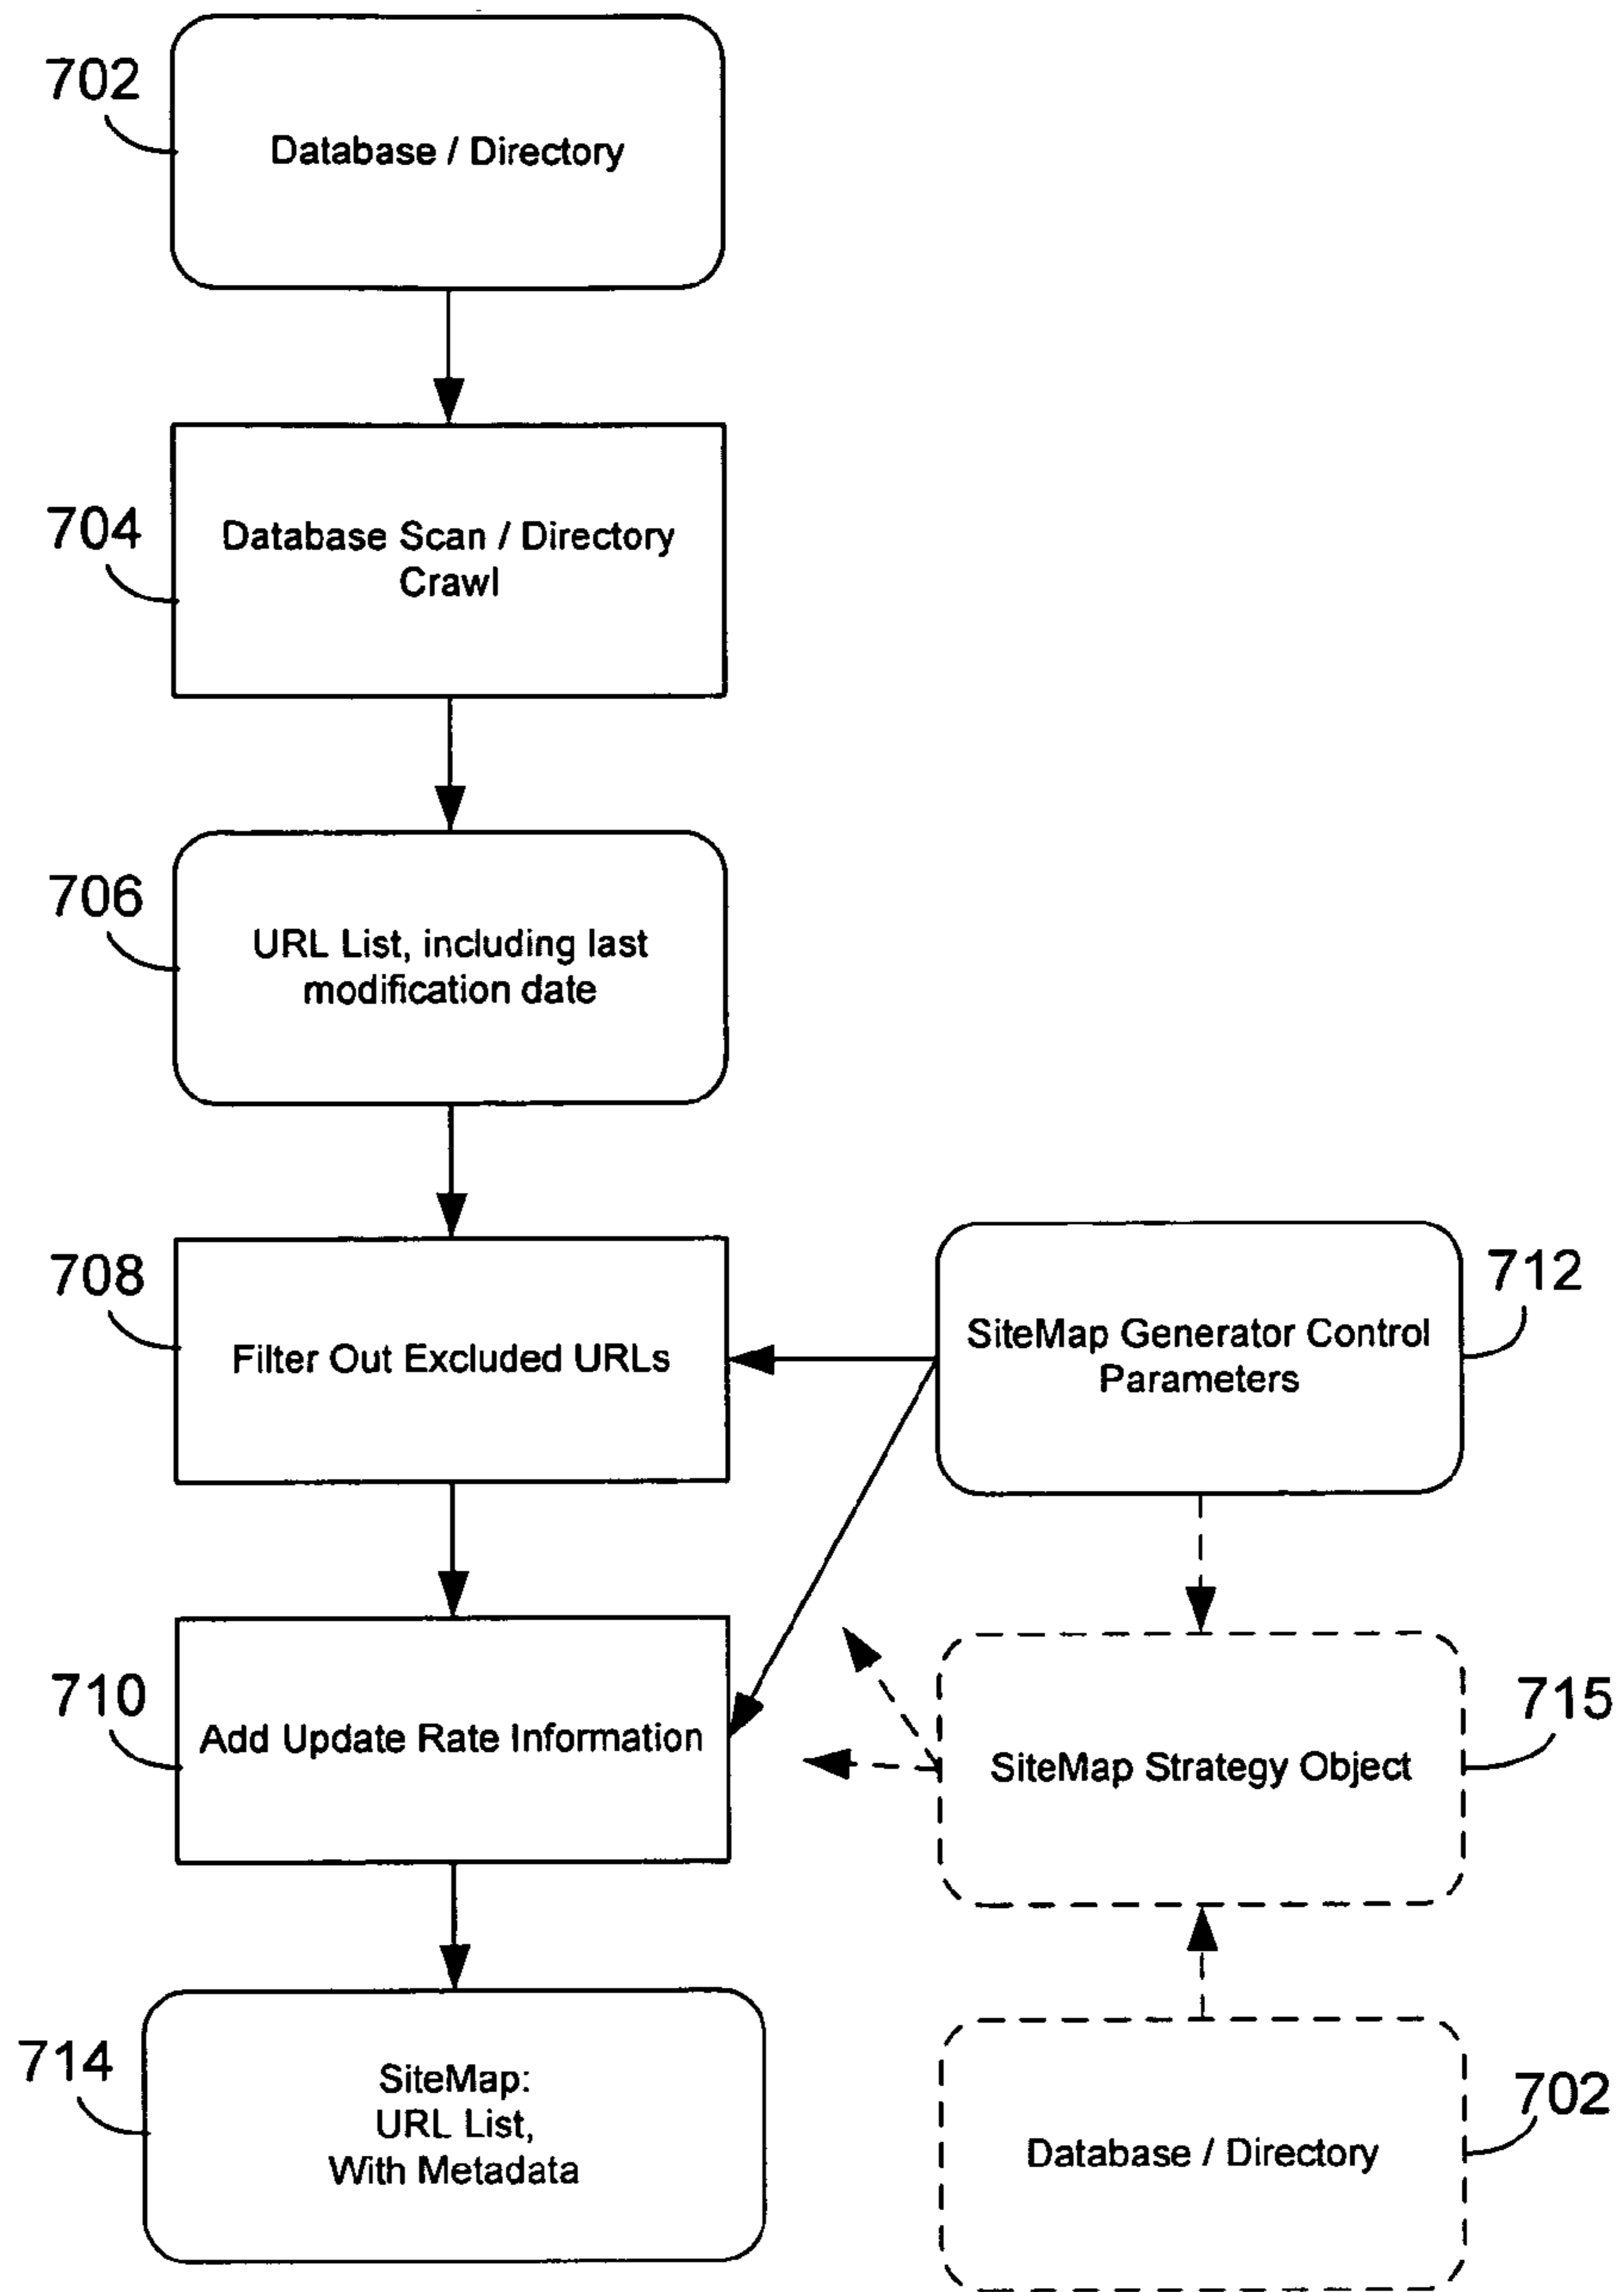 702
Database / Directory
704
Database Scan / Directory
Crawl
706
URL List, including last
modification date
708
Filter Out Excluded URLs
712
SiteMap Generator Control
Parameters
710
Add Update Rate Information
715
SiteMap Strategy Object
714
SiteMap:
URL List,
With Metadata
702
Database / Directory